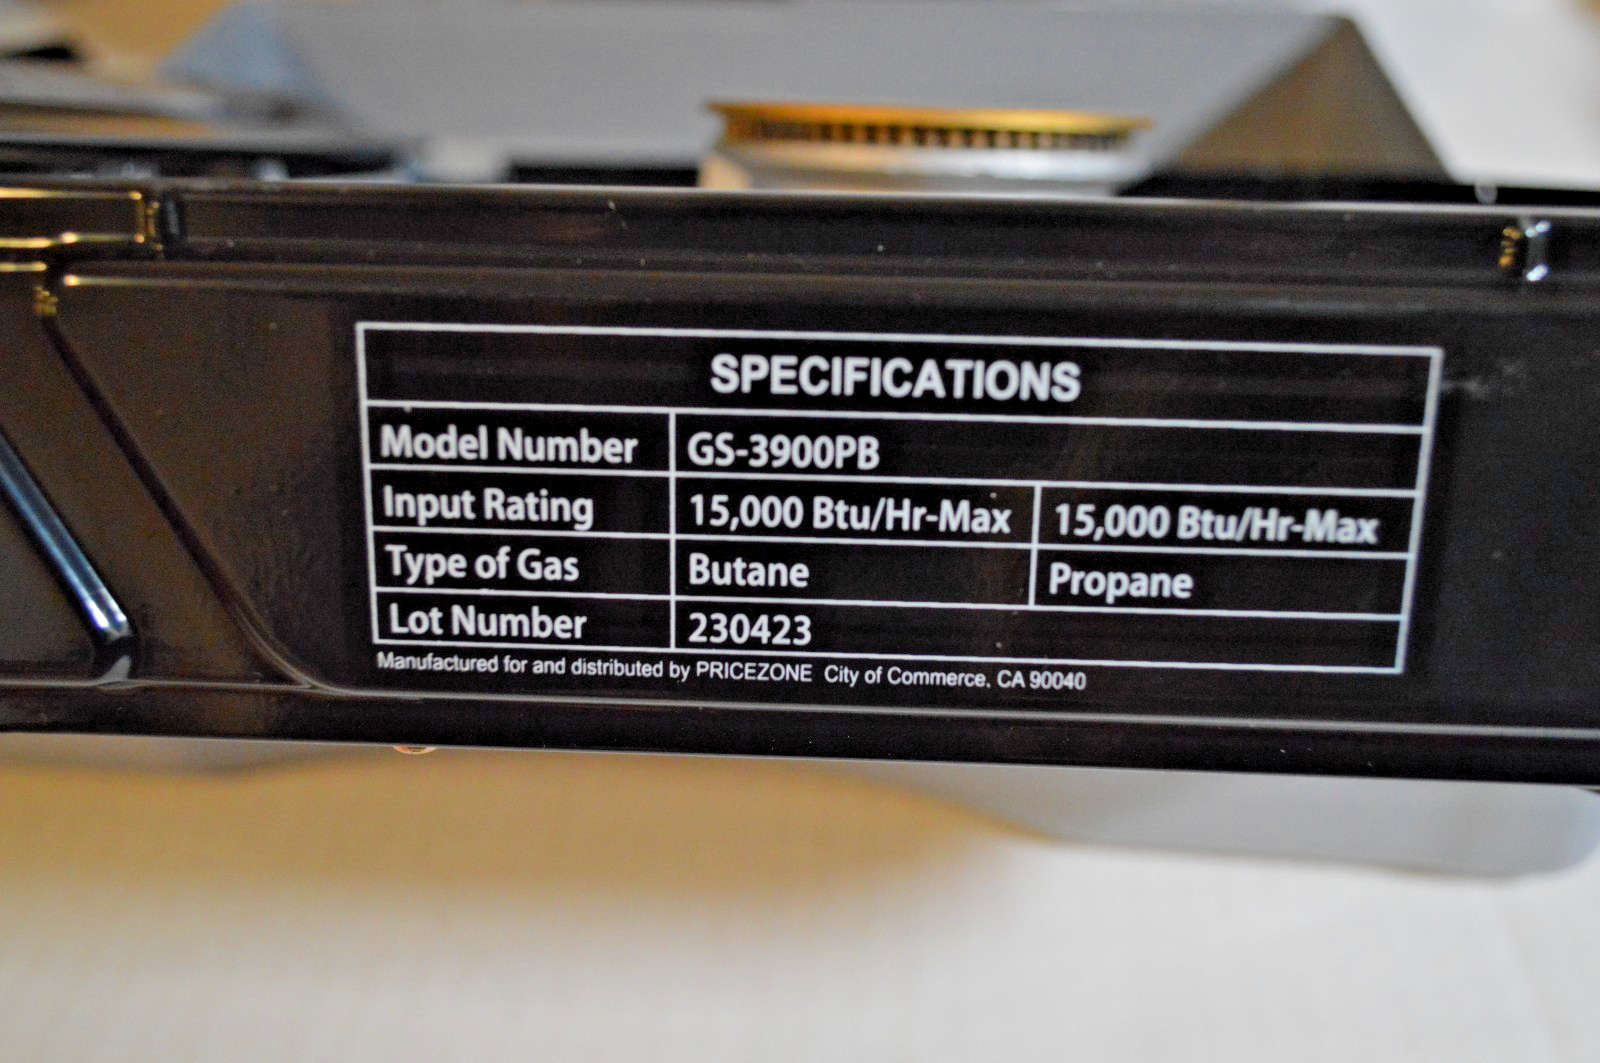 SPECIFICATIONS
Model Number GS-3900PB
Input Rating 15,000 Btu/Hr-Max 15,000 Btu/Hr-Max
Type of Gas Butane Propane
Lot Number 230423
Manufactured for and distributed by PRICEZONE City of Commerce, CA 90040